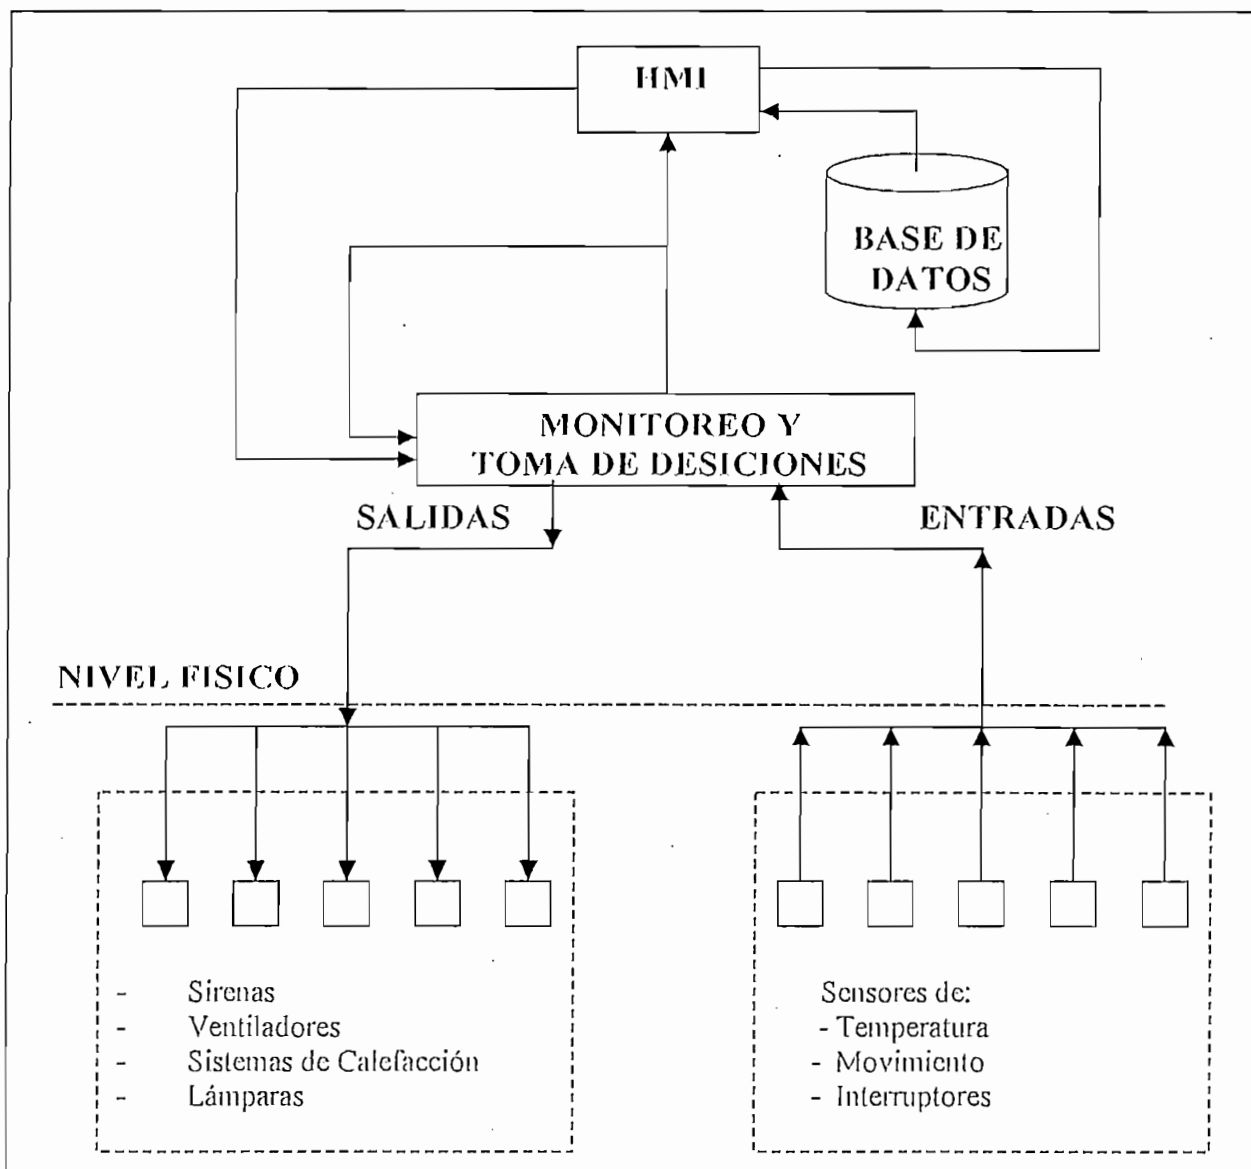 HMI
BASE DE
DATOS
MONITOREO Y
TOMA DE DESICIONES
SALIDAS
ENTRADAS
NIVEL FISICO
- Sirenas
- Ventiladores
- Sistemas de Calefacción
- Lámparas
Sensores de:
- Temperatura
- Movimiento
- Interruptores